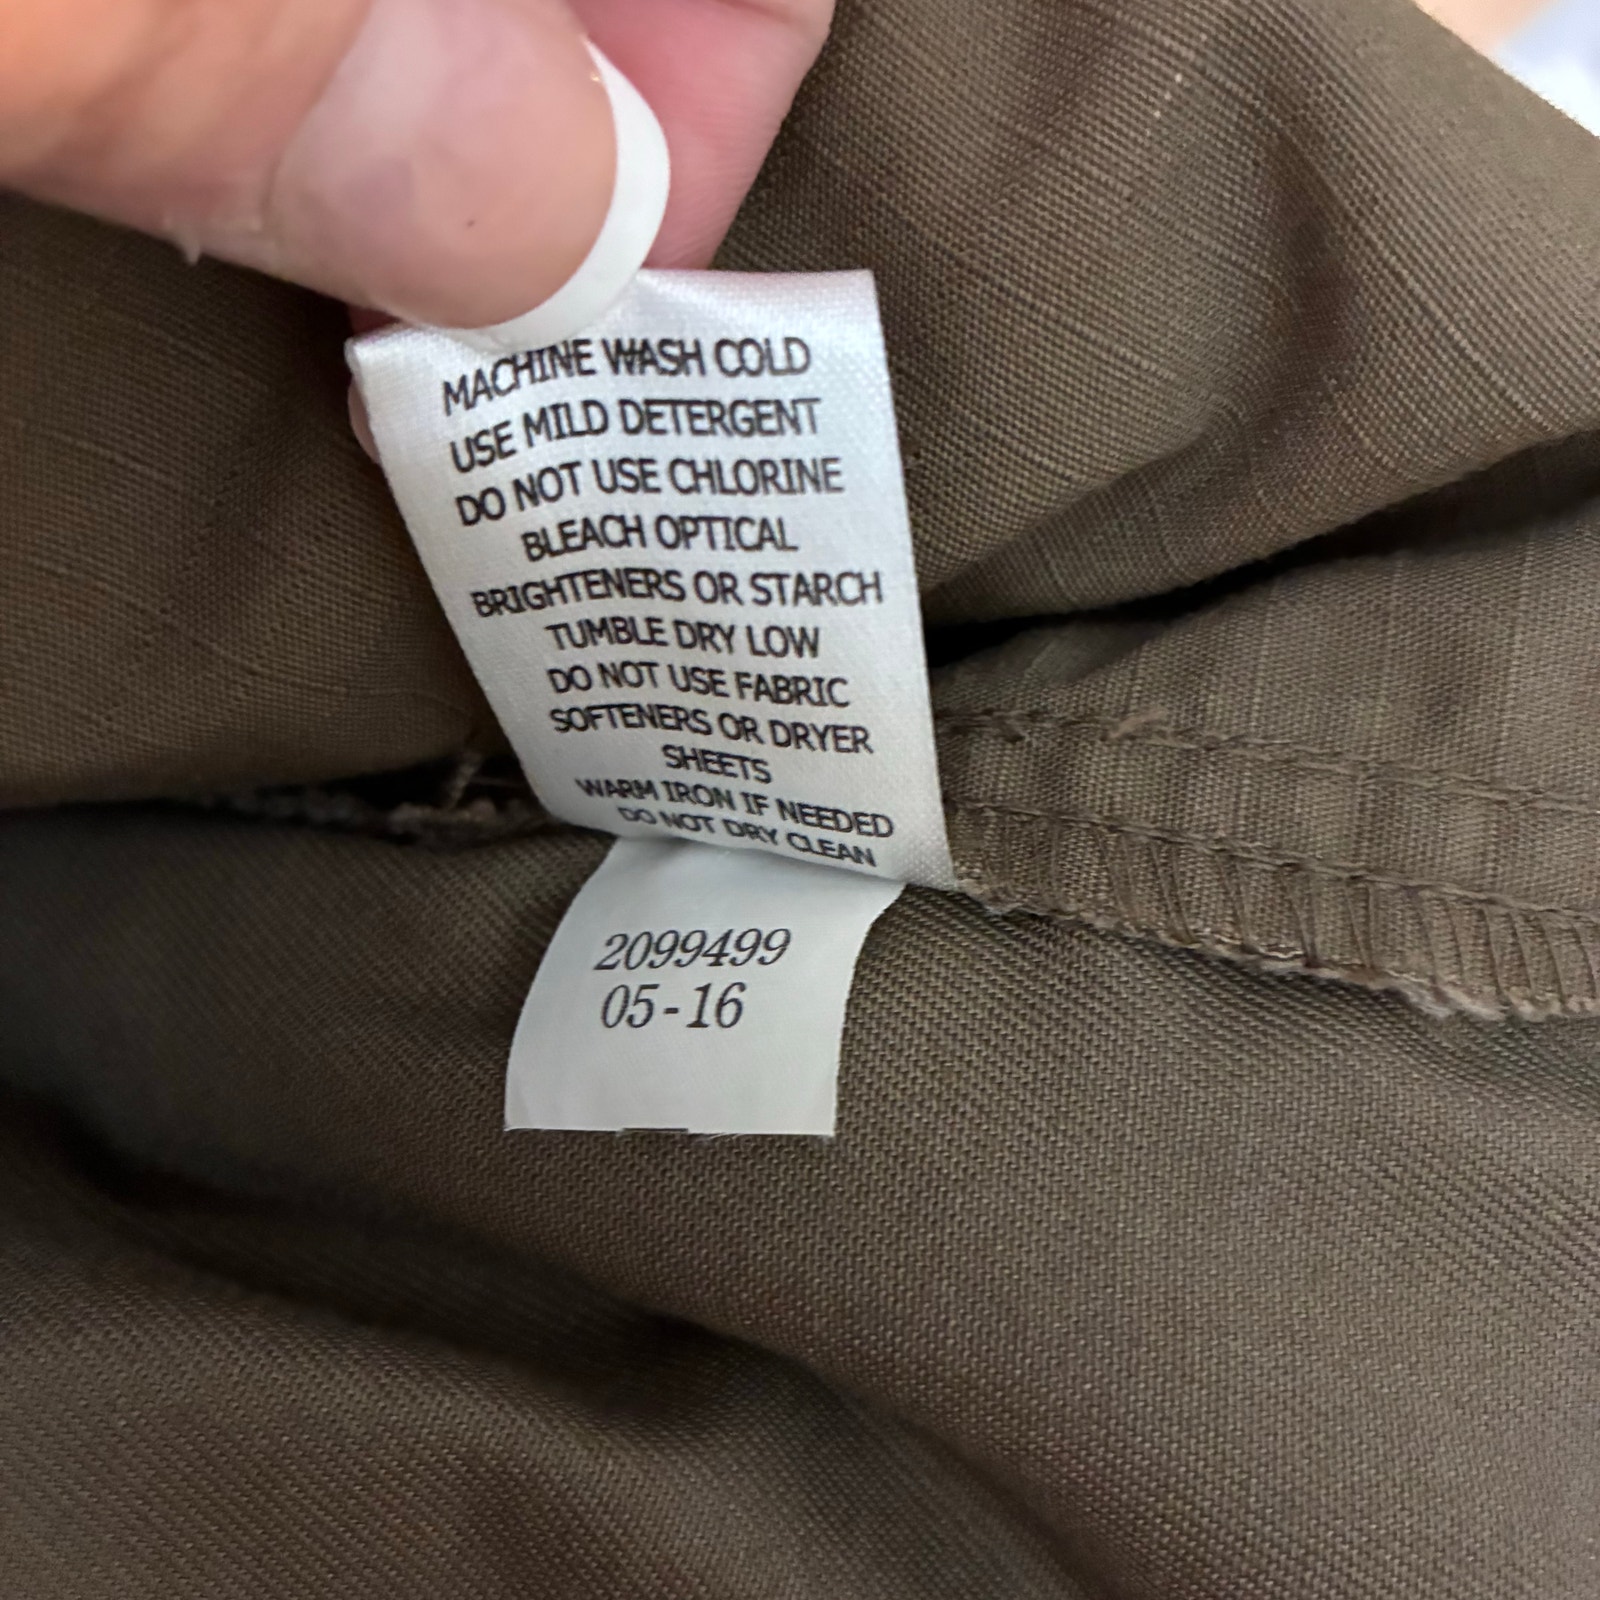 MACHINE WASH COLD
USE MILD DETERGENT
DO NOT USE CHLORINE
BLEACH OPTICAL
BRIGHTENERS OR STARCH
TUMBLE DRY LOW
DO NOT USE FABRIC
SOFTENERS OR DRYER
SHEETS
WARM IRON IF NEEDED
DO NOT DRY CLEAN
2099499
05-16